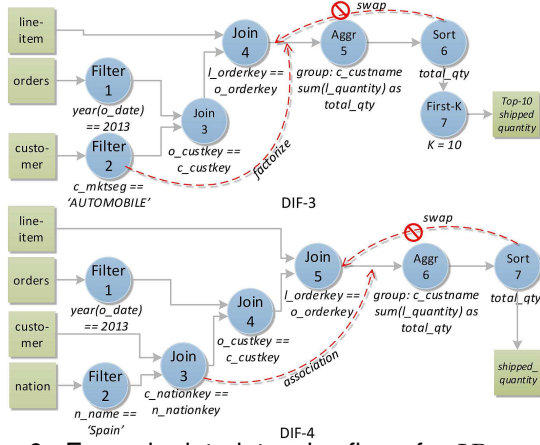 line-
item
orders
Filter
1
year(o_date)
== 2013
custo-
mer
Filter
2
c_mktseg ==
'AUTOMOBILE'
Join
3
o_custkey ==
c_custkey
Join
4
l_orderkey ==
o_orderkey
factorize
swap
Aggr
5
group: c_custname
sum(l_quantity) as
total_qty
Sort
6
total_qty
First-K
7
K = 10
Top-10
shipped
quantity
DIF-3
line-
item
orders
Filter
1
year(o_date)
== 2013
custo-
mer
nation
Filter
2
n_name ==
'Spain'
Join
3
c_nationkey ==
n_nationkey
Join
4
o_custkey ==
c_custkey
Join
5
l_orderkey ==
o_orderkey
association
swap
Aggr
6
group: c_custname
sum(l_quantity) as
total_qty
Sort
7
total_qty
shipped_
quantity
DIF-4